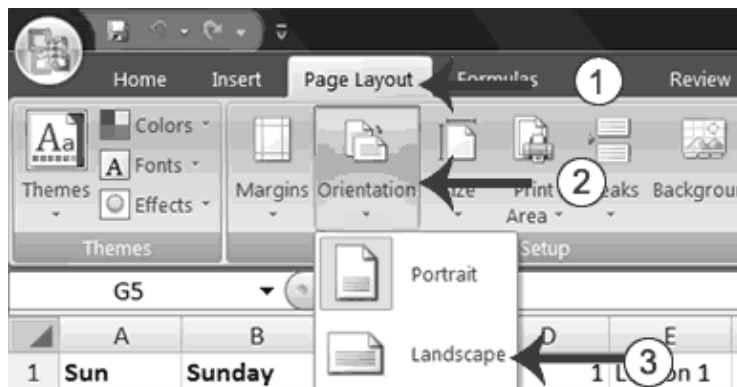 Home Insert Page Layout Formulas 1 Review
Aa Colors
A Fonts
Themes Effects Margins Orientation 2 Print Area
Themes Setup
Portrait
G5
Landscape 3
A B D E
1 Sun Sunday 1